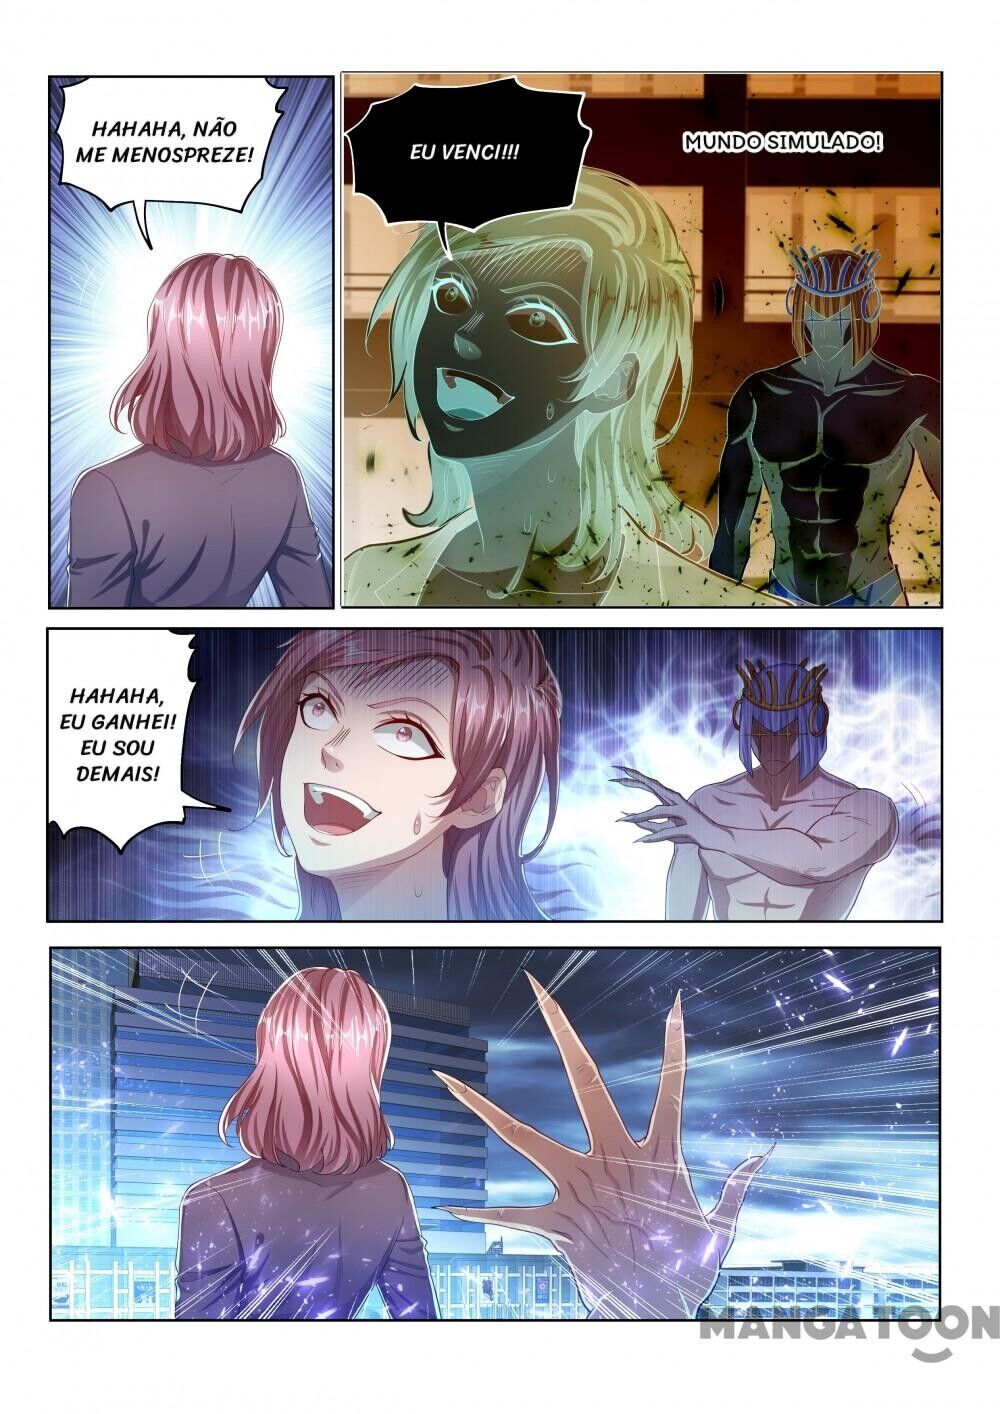 HAHAHA, NÃO
ME MENOSPREZE!
EU VENCI!!!
MUNDO SIMULADO!
HAHAHA,
EU GANHEI!
EU SOU
DEMAIS!
MANGATOON